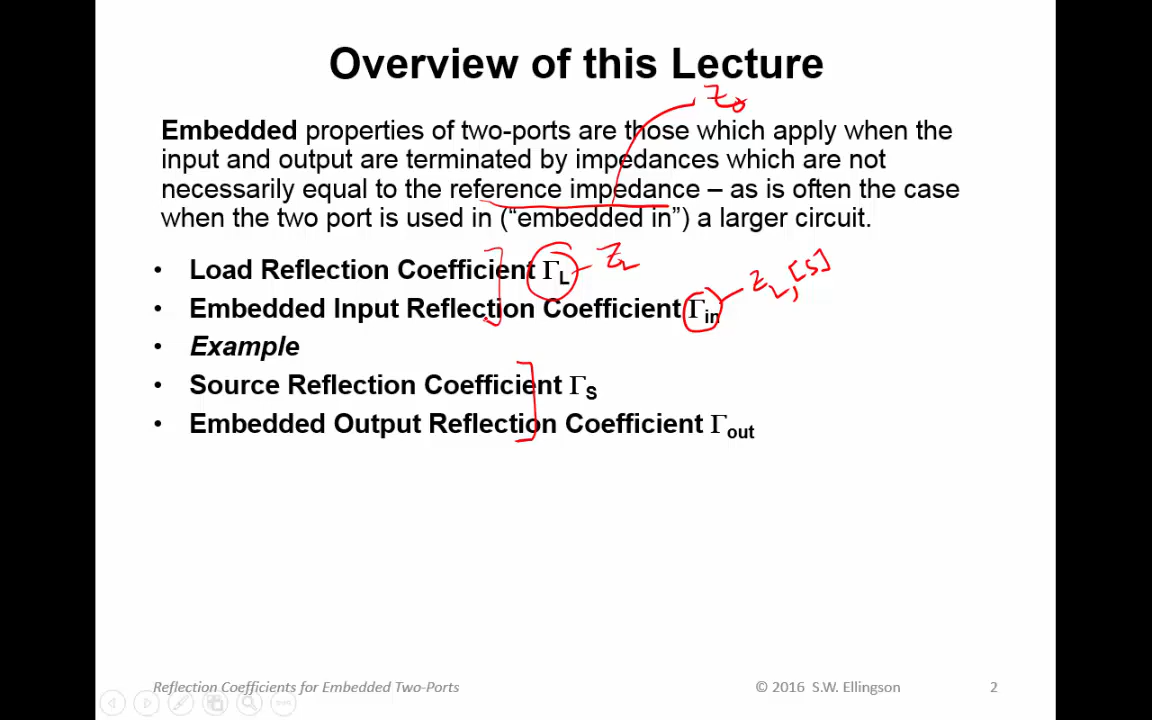 Overview of this Lecture
Z₀
Embedded properties of two-ports are those which apply when the
input and output are terminated by impedances which are not
necessarily equal to the reference impedance – as is often the case
when the two port is used in (“embedded in”) a larger circuit.
• Load Reflection Coefficient ΓL
Z_L
• Embedded Input Reflection Coefficient Γin
Z_L, [S]
• Example
• Source Reflection Coefficient ΓS
• Embedded Output Reflection Coefficient Γout
Reflection Coefficients for Embedded Two-Ports
© 2016 S.W. Ellingson
2